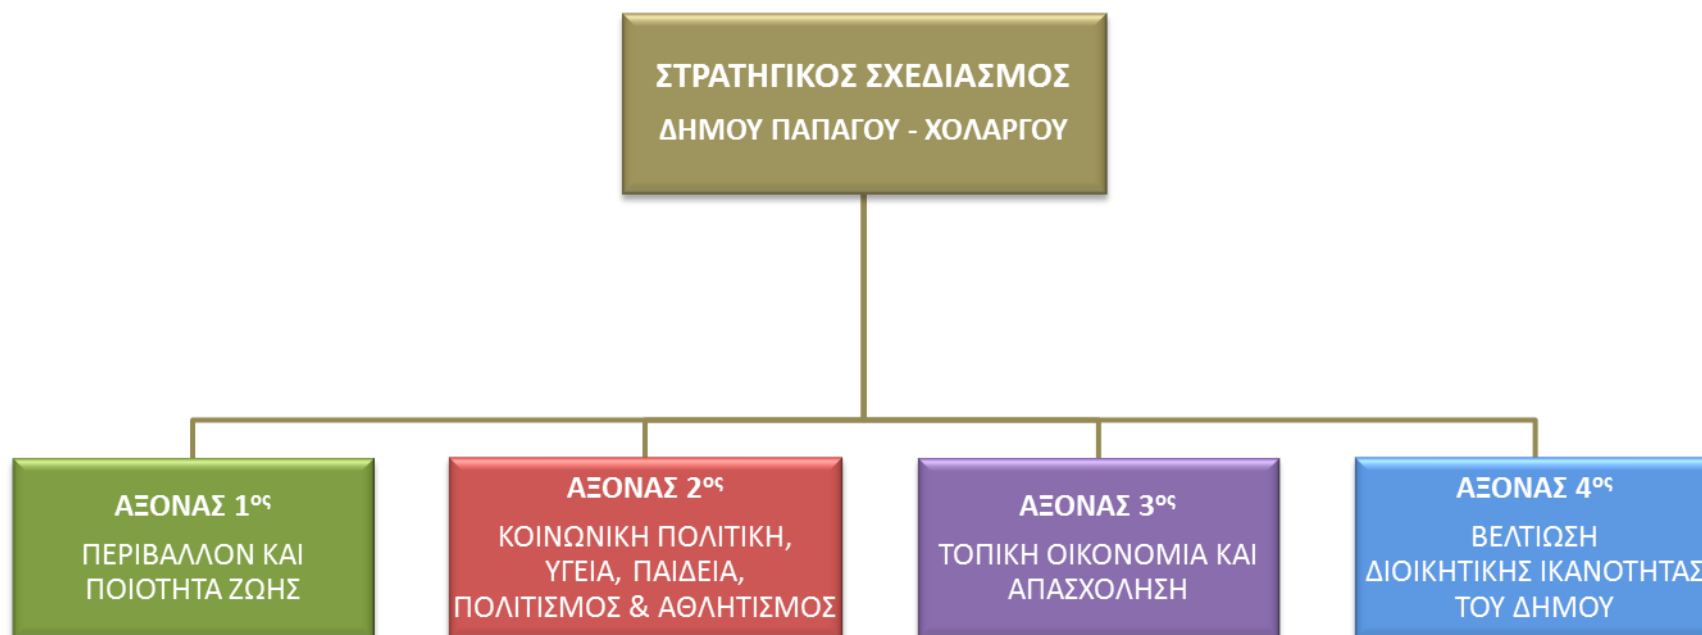 ΣΤΡΑΤΗΓΙΚΟΣ ΣΧΕΔΙΑΣΜΟΣ
ΔΗΜΟΥ ΠΑΠΑΓΟΥ - ΧΟΛΑΡΓΟΥ
ΑΞΟΝΑΣ 1ος
ΠΕΡΙΒΑΛΛΟΝ ΚΑΙ
ΠΟΙΟΤΗΤΑ ΖΩΗΣ
ΑΞΟΝΑΣ 2ος
ΚΟΙΝΩΝΙΚΗ ΠΟΛΙΤΙΚΗ,
ΥΓΕΙΑ, ΠΑΙΔΕΙΑ,
ΠΟΛΙΤΙΣΜΟΣ & ΑΘΛΗΤΙΣΜΟΣ
ΑΞΟΝΑΣ 3ος
ΤΟΠΙΚΗ ΟΙΚΟΝΟΜΙΑ ΚΑΙ
ΑΠΑΣΧΟΛΗΣΗ
ΑΞΟΝΑΣ 4ος
ΒΕΛΤΙΩΣΗ
ΔΙΟΙΚΗΤΙΚΗΣ ΙΚΑΝΟΤΗΤΑΣ
ΤΟΥ ΔΗΜΟΥ